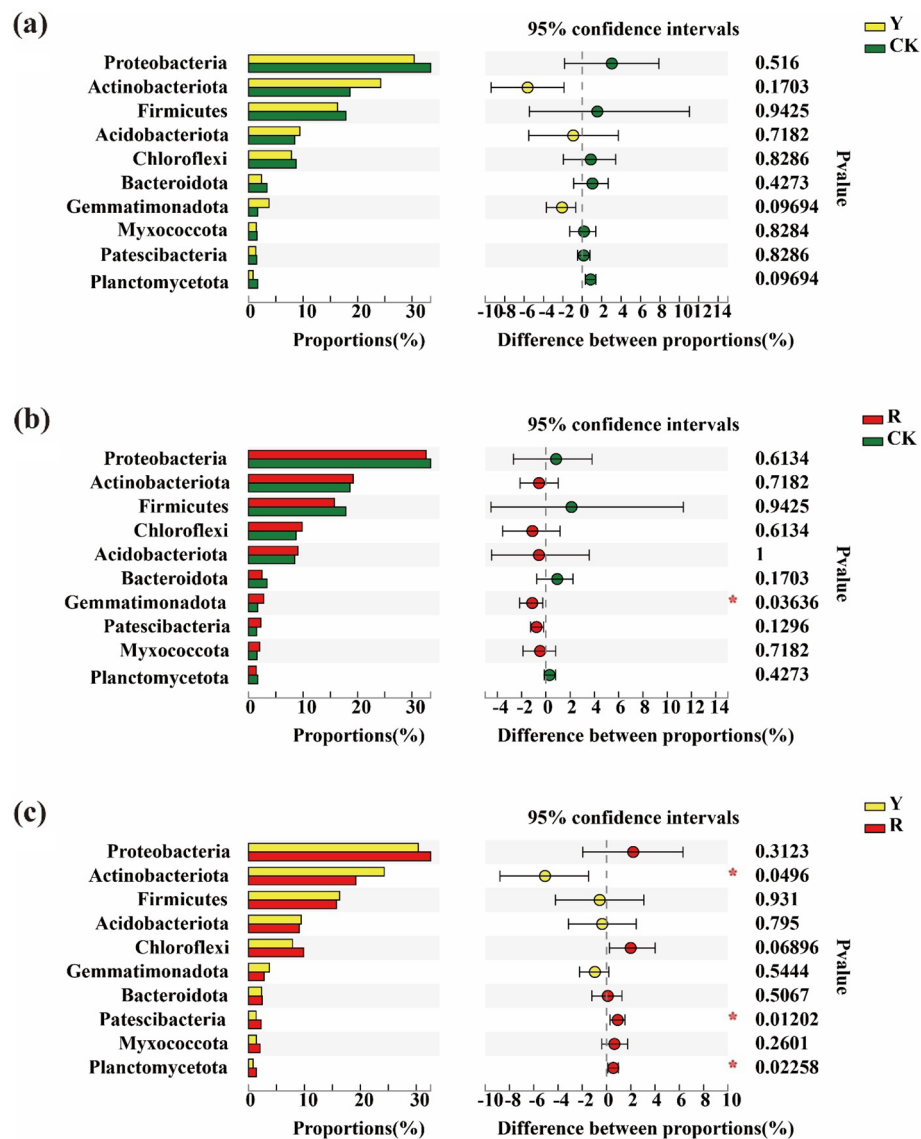 (a)
Y
CK
95% confidence intervals
Proteobacteria 0.516
Actinobacteriota 0.1703
Firmicutes 0.9425
Acidobacteriota 0.7182
Chloroflexi 0.8286
Bacteroidota 0.4273
Gemmatimonadota 0.09694
Myxococcota 0.8284
Patescibacteria 0.8286
Planctomycetota 0.09694
Pvalue
0 10 20 30 -10 -8 -6 -4 -2 0 2 4 6 8 10 12 14
Proportions(%) Difference between proportions(%)
(b)
R
CK
95% confidence intervals
Proteobacteria 0.6134
Actinobacteriota 0.7182
Firmicutes 0.9425
Chloroflexi 0.6134
Acidobacteriota 1
Bacteroidota 0.1703
Gemmatimonadota * 0.03636
Patescibacteria 0.1296
Myxococcota 0.7182
Planctomycetota 0.4273
Pvalue
0 10 20 30 -4 -2 0 2 4 6 8 10 12 14
Proportions(%) Difference between proportions(%)
(c)
Y
R
95% confidence intervals
Proteobacteria 0.3123
Actinobacteriota * 0.0496
Firmicutes 0.931
Acidobacteriota 0.795
Chloroflexi 0.06896
Gemmatimonadota 0.5444
Bacteroidota 0.5067
Patescibacteria * 0.01202
Myxococcota 0.2601
Planctomycetota * 0.02258
Pvalue
0 10 20 30 -10 -8 -6 -4 -2 0 2 4 6 8 10
Proportions(%) Difference between proportions(%)